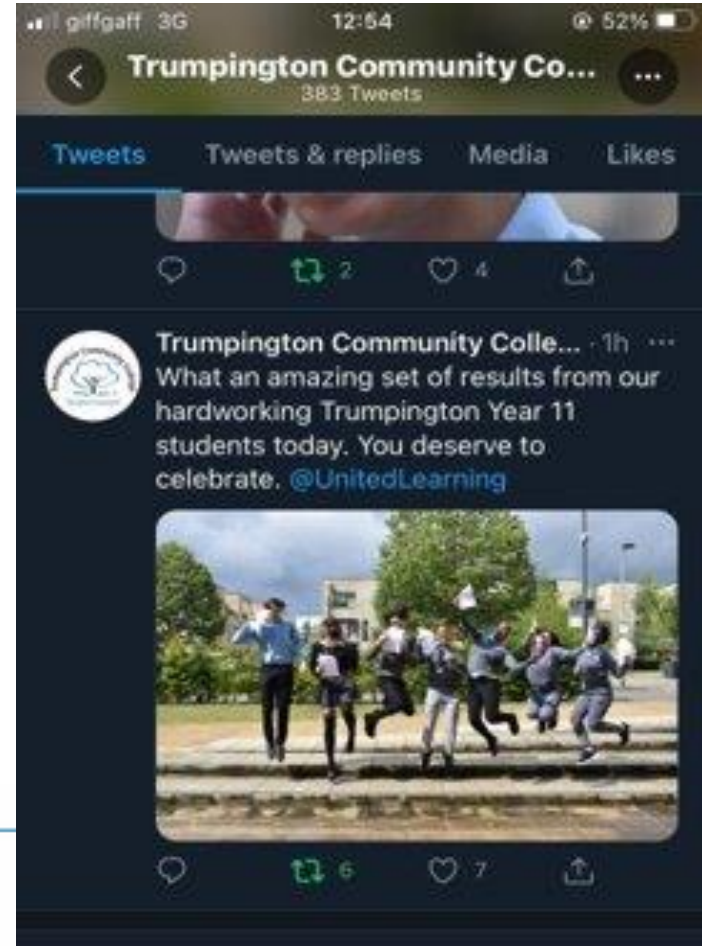 giffgaff 3G 12:54 52%
Trumpington Community Co... ...
383 Tweets
Tweets Tweets & replies Media Likes
2 4
Trumpington Community Colle... · 1h ...
What an amazing set of results from our
hardworking Trumpington Year 11
students today. You deserve to
celebrate. @UnitedLearning
6 7